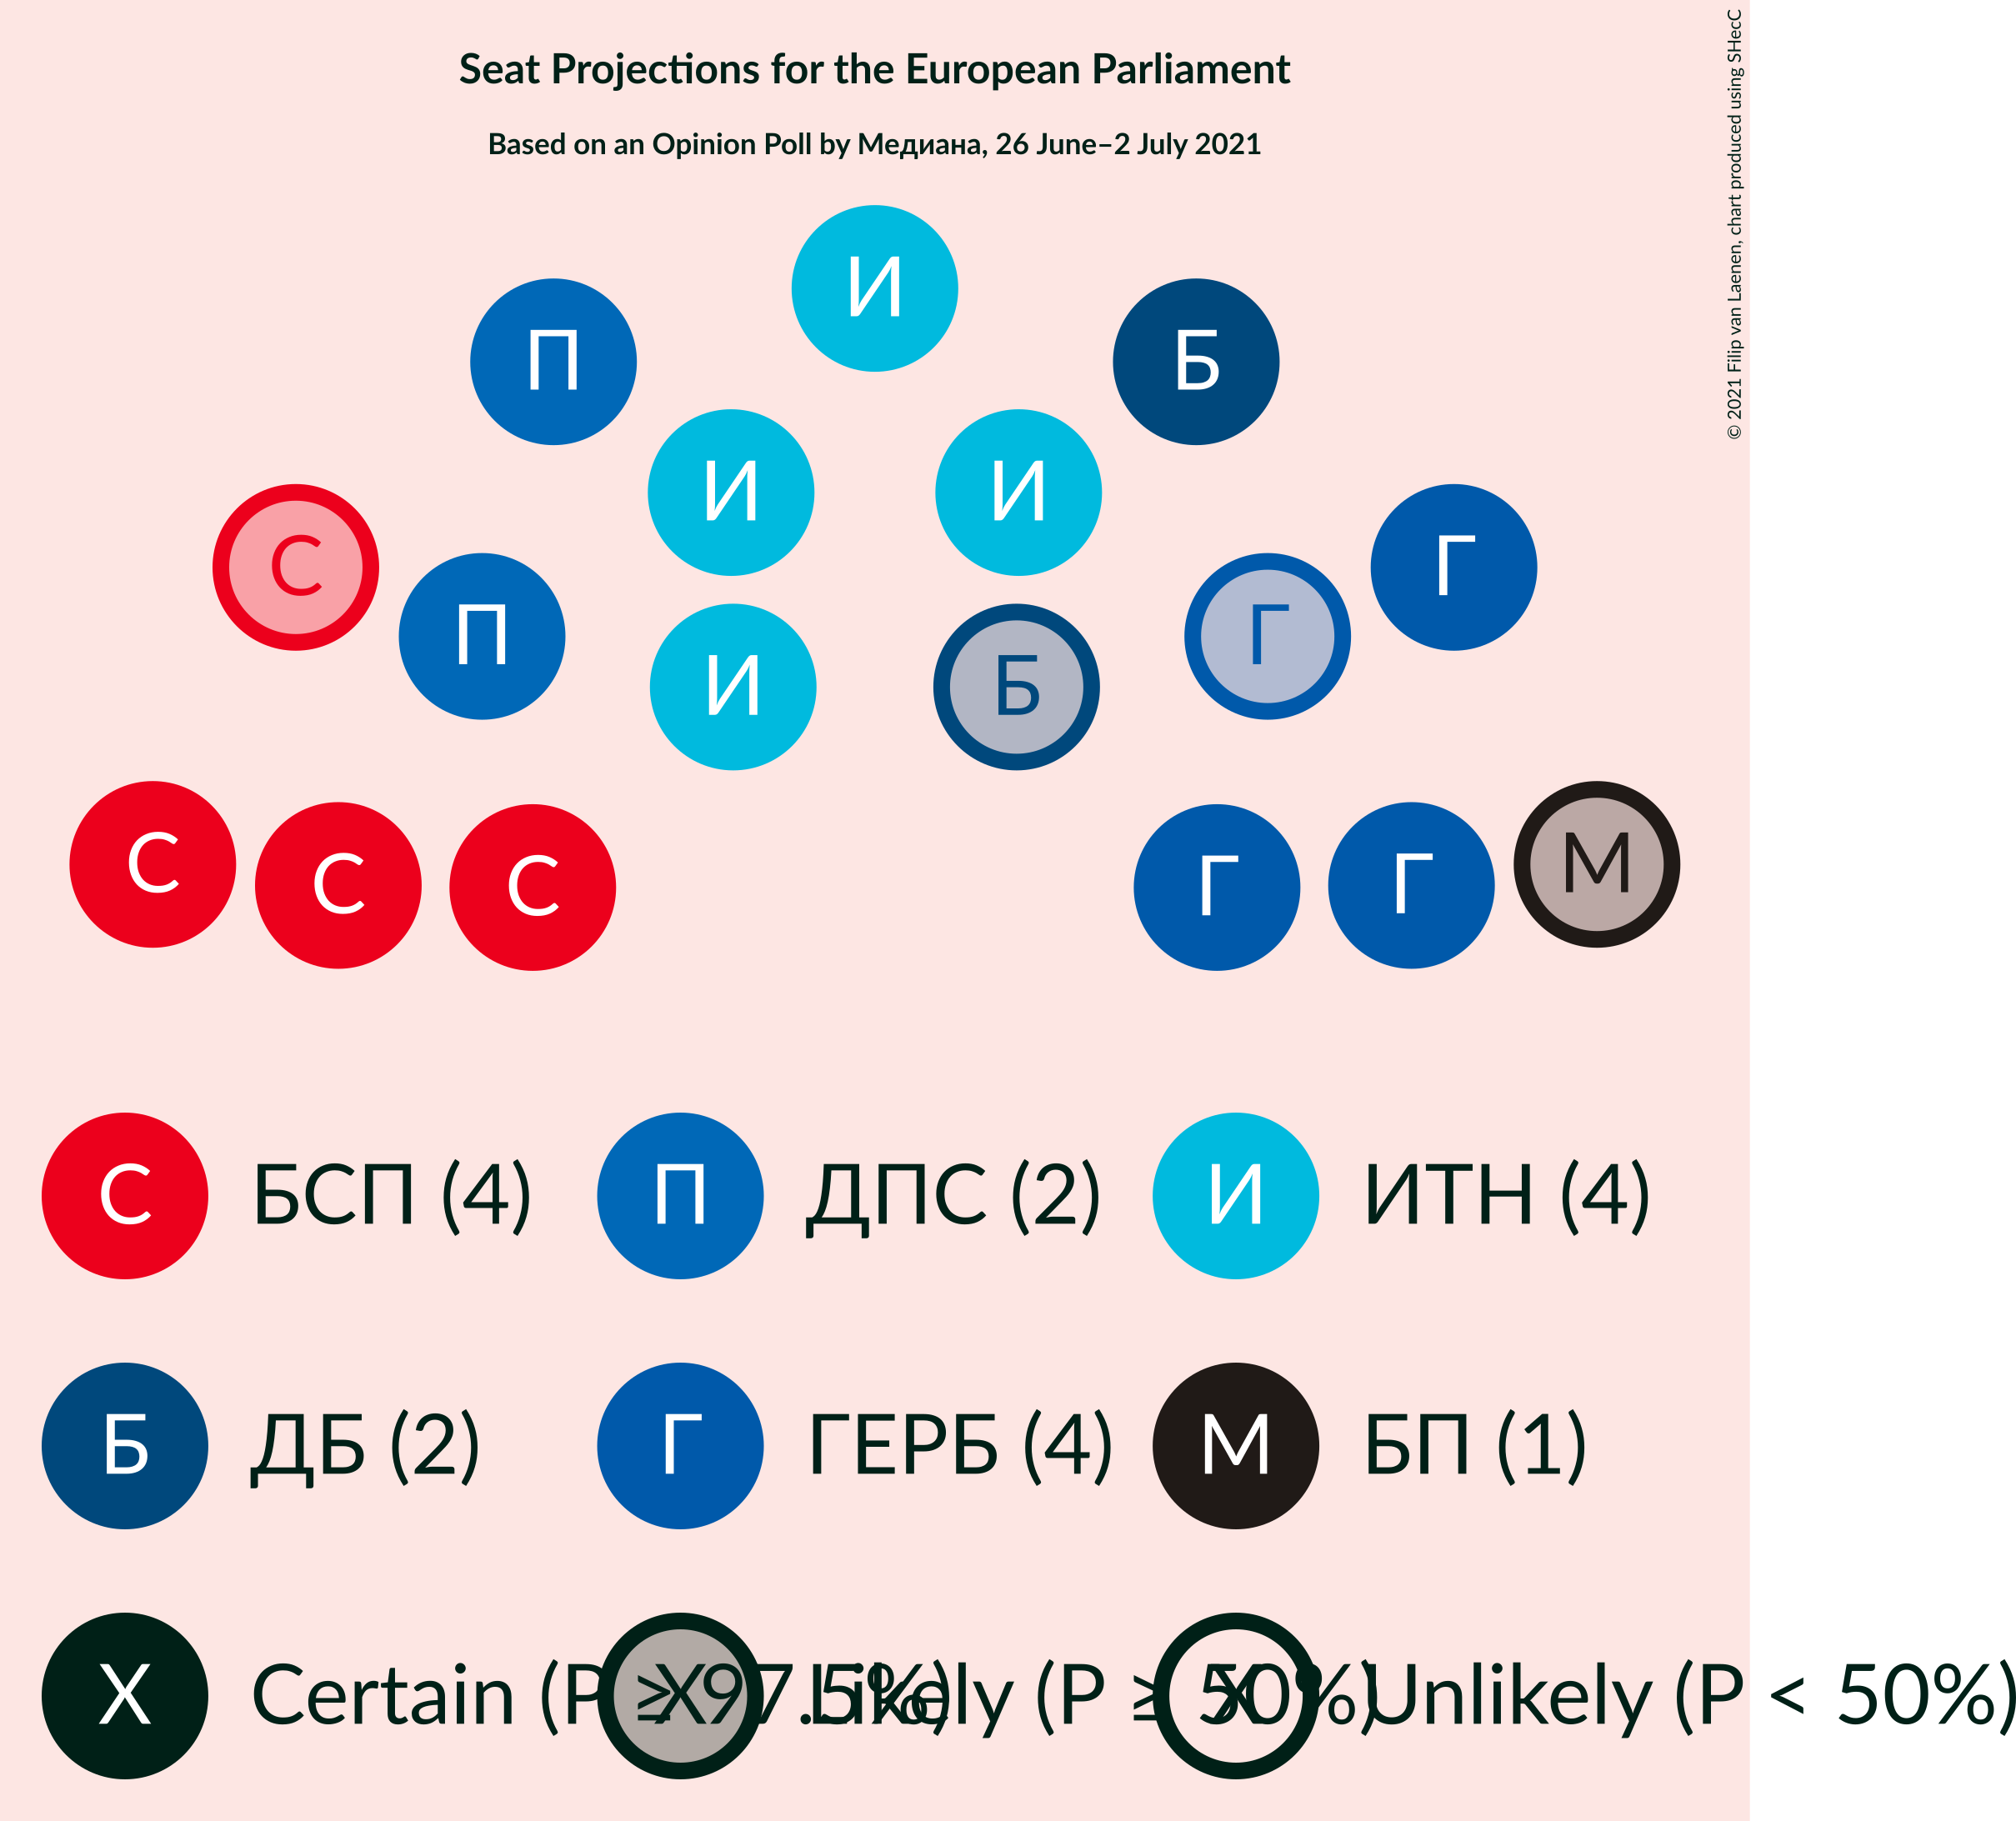 Seat Projections for the European Parliament
Based on an Opinion Poll by Медиана, 26 June–2 July 2021
© 2021 Filip van Laenen, chart produced using SHecC
И
П
Б
И
И
С
Г
П
Г
И
Б
С
С
С
Г
Г
М
С БСП (4) П ДПС (2) И ИТН (4)
Б ДБ (2) Г ГЕРБ (4) М БП (1)
X Certain (P ≥ 97.5%) X Likely (P ≥ 50%) X Unlikely (P < 50%)